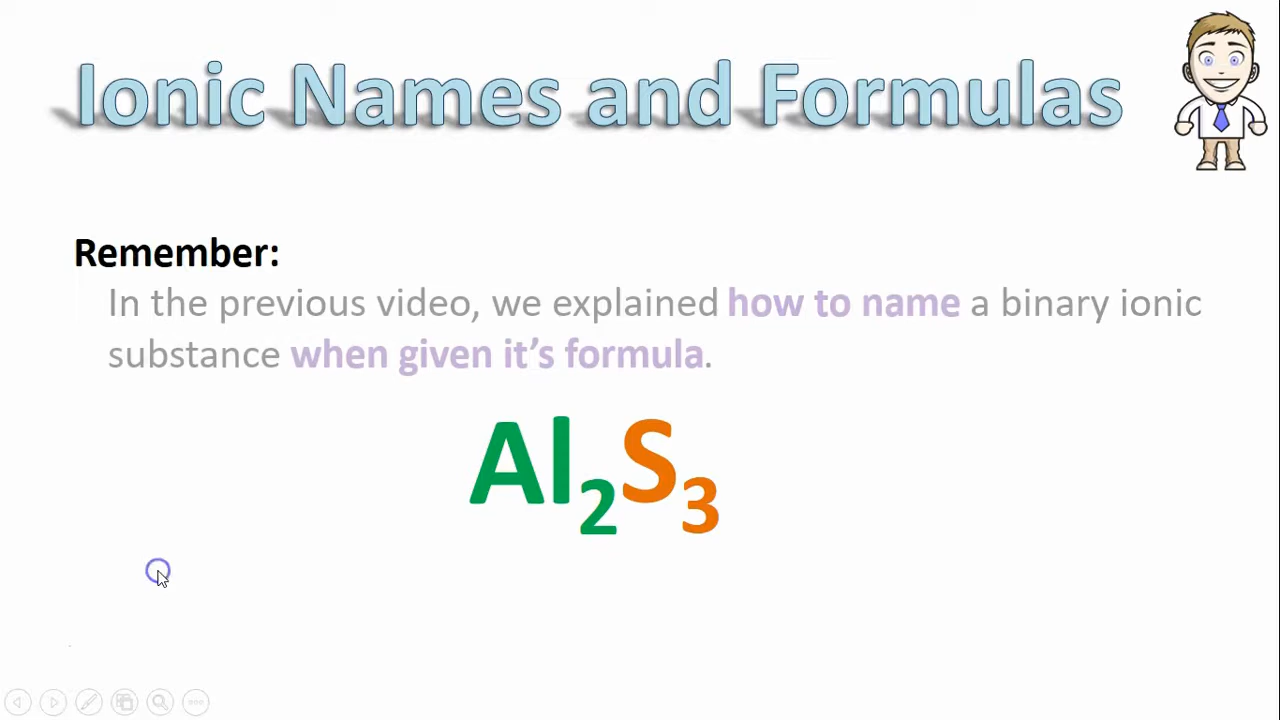 Ionic Names and Formulas
Remember:
In the previous video, we explained how to name a binary ionic
substance when given it’s formula.
Al₂S₃